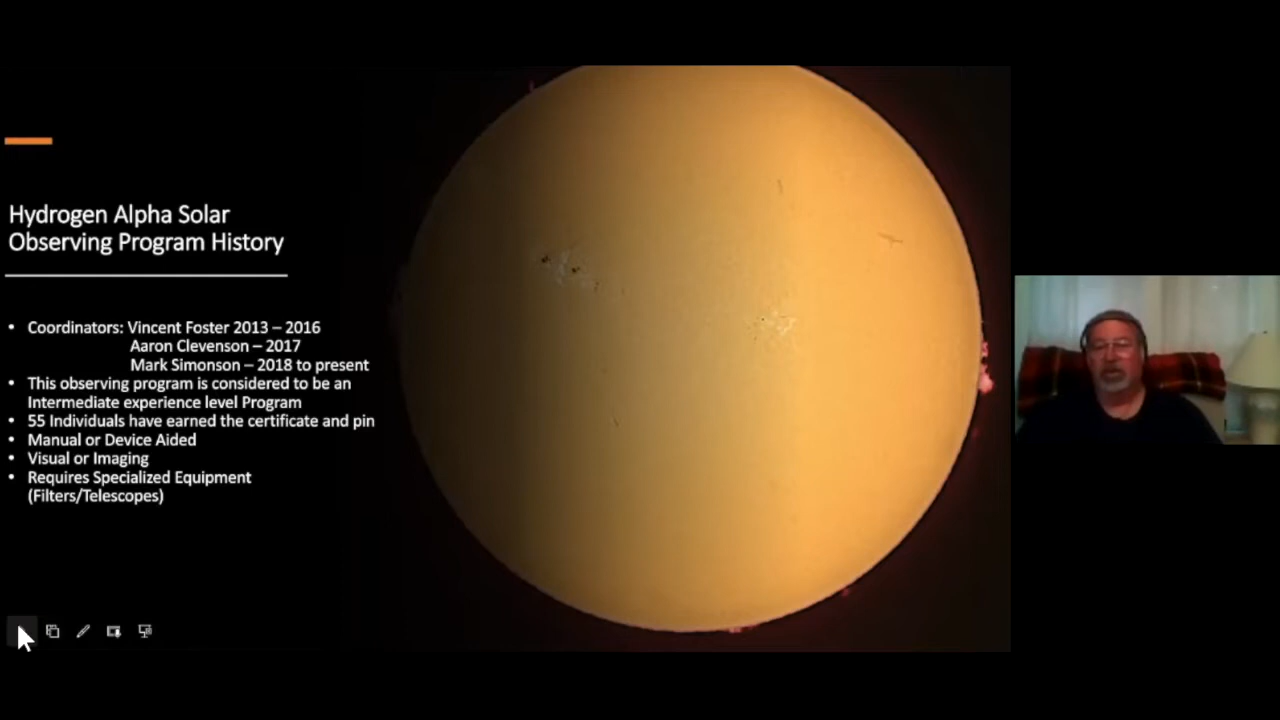 Hydrogen Alpha Solar
Observing Program History
• Coordinators: Vincent Foster 2013 – 2016
Aaron Clevenson – 2017
Mark Simonson – 2018 to present
• This observing program is considered to be an
Intermediate experience level Program
• 55 Individuals have earned the certificate and pin
• Manual or Device Aided
• Visual or Imaging
• Requires Specialized Equipment
(Filters/Telescopes)